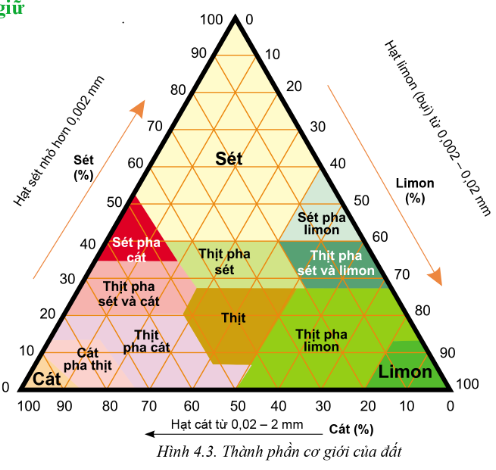 giữ
100 0
90 10
80 20
70 30
60 40
50 50
40 60
30 70
20 80
10 90
0 100
100 90 80 70 60 50 40 30 20 10 0
Hạt sét nhỏ hơn 0,002 mm
Sét
(%)
Hạt limon (bụi) từ 0,002 – 0,02 mm
Limon
(%)
Sét
Sét pha
limon
Sét pha
cát
Thịt pha
sét
Thịt pha
sét và limon
Thịt pha
sét và cát
Thịt
Thịt
pha cát
Thịt pha
limon
Cát
pha thịt
Cát
Limon
Hạt cát từ 0,02 – 2 mm
Cát (%)
Hình 4.3. Thành phần cơ giới của đất